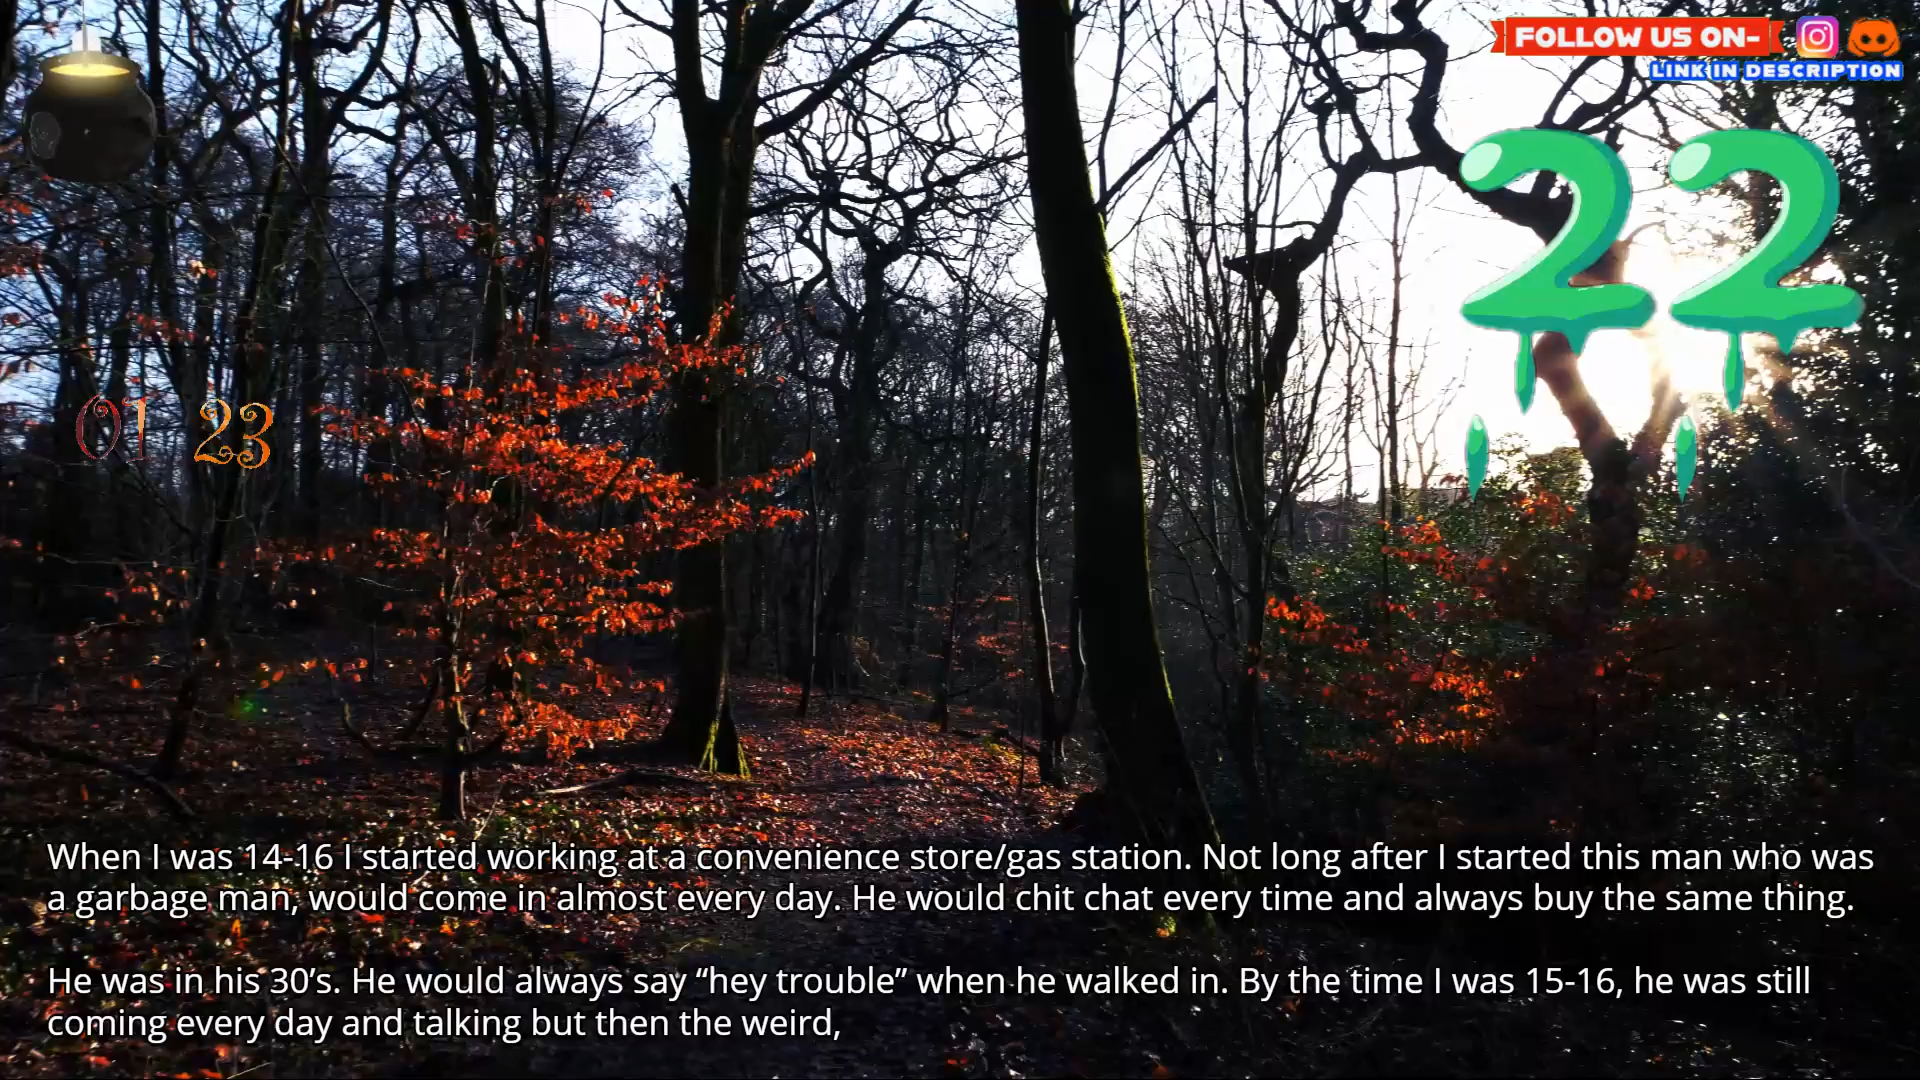 FOLLOW US ON-
LINK IN DESCRIPTION
22
01 23
When I was 14-16 I started working at a convenience store/gas station. Not long after I started this man who was
a garbage man, would come in almost every day. He would chit chat every time and always buy the same thing.
He was in his 30’s. He would always say “hey trouble” when he walked in. By the time I was 15-16, he was still
coming every day and talking but then the weird,